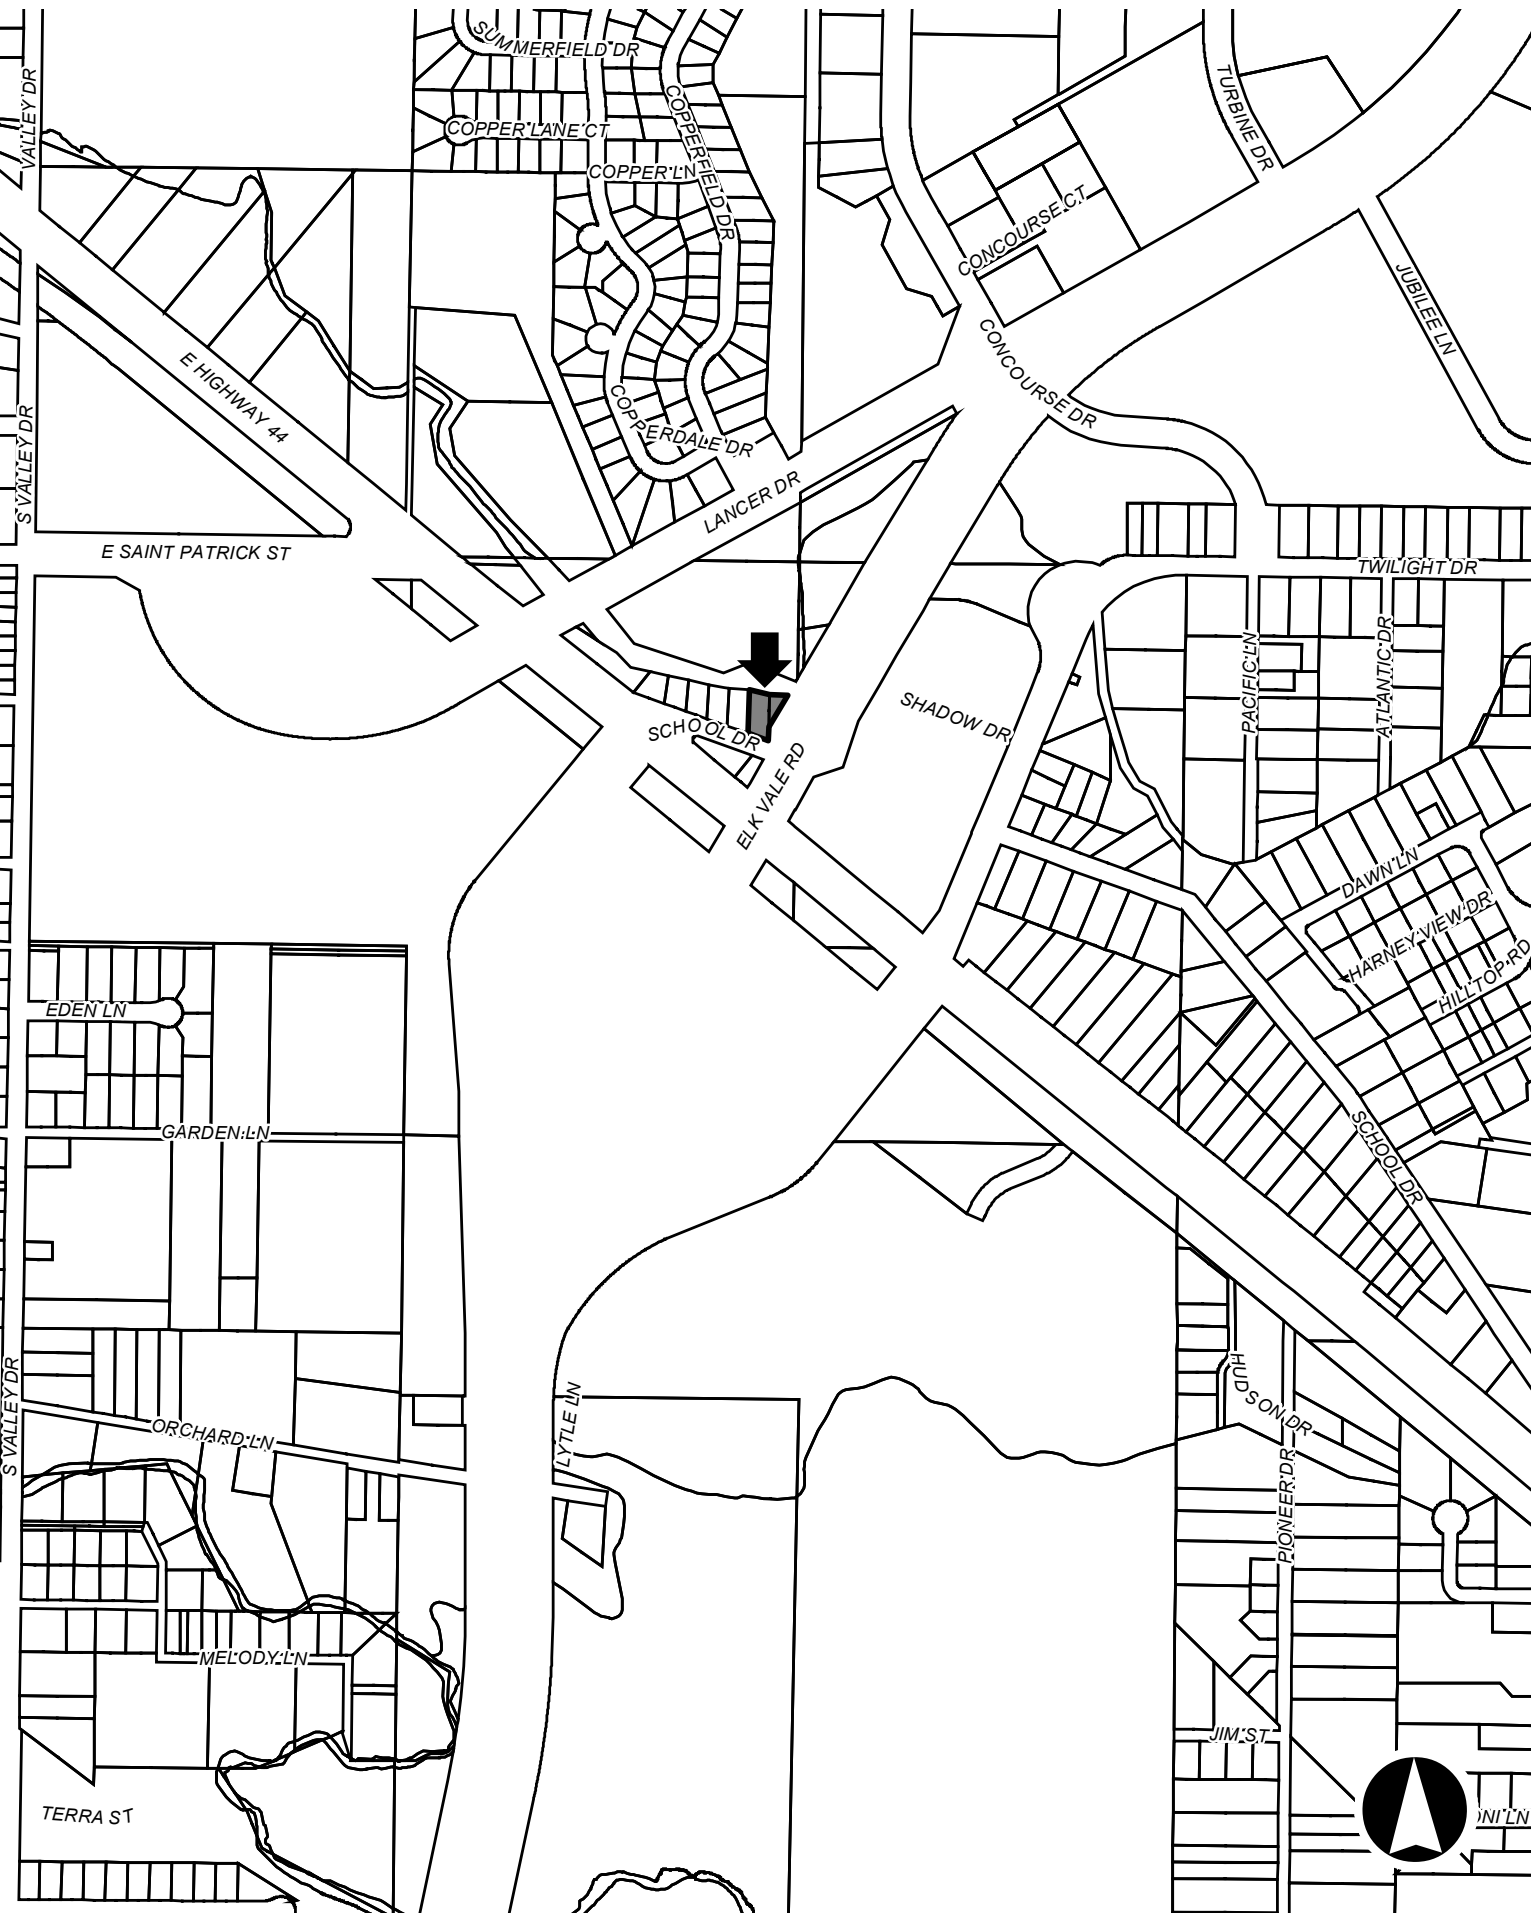 SUMMERFIELD DR
VALLEY DR
COPPER LANE CT
COPPERFIELD DR
TURBINE DR
COPPER LN
CONCOURSE CT
JUBILEE LN
CONCOURSE DR
E HIGHWAY 44
S VALLEY DR
COPPERDALE DR
LANCER DR
E SAINT PATRICK ST
TWILIGHT DR
PACIFIC LN
ATLANTIC DR
SHADOW DR
SCHOOL DR
ELK VALE RD
DAWN LN
HARNEY VIEW DR
HILLTOP RD
EDEN LN
GARDEN LN
SCHOOL DR
HUDSON DR
S VALLEY DR
ORCHARD LN
LYTLE LN
PIONEER DR
MELODY LN
JIM ST
TERRA ST
ONI LN